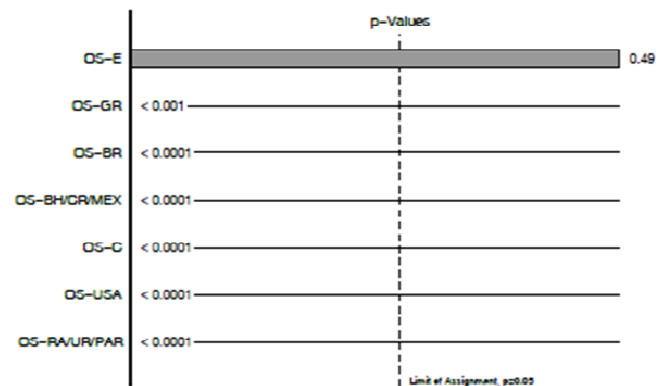 p-Values
OS-E 0.49
OS-GR < 0.001
OS-BR < 0.0001
OS-BH/CR/MEX < 0.0001
OS-C < 0.0001
OS-USA < 0.0001
OS-RA/UR/PAR < 0.0001
Limit of Assignment, p=0.05